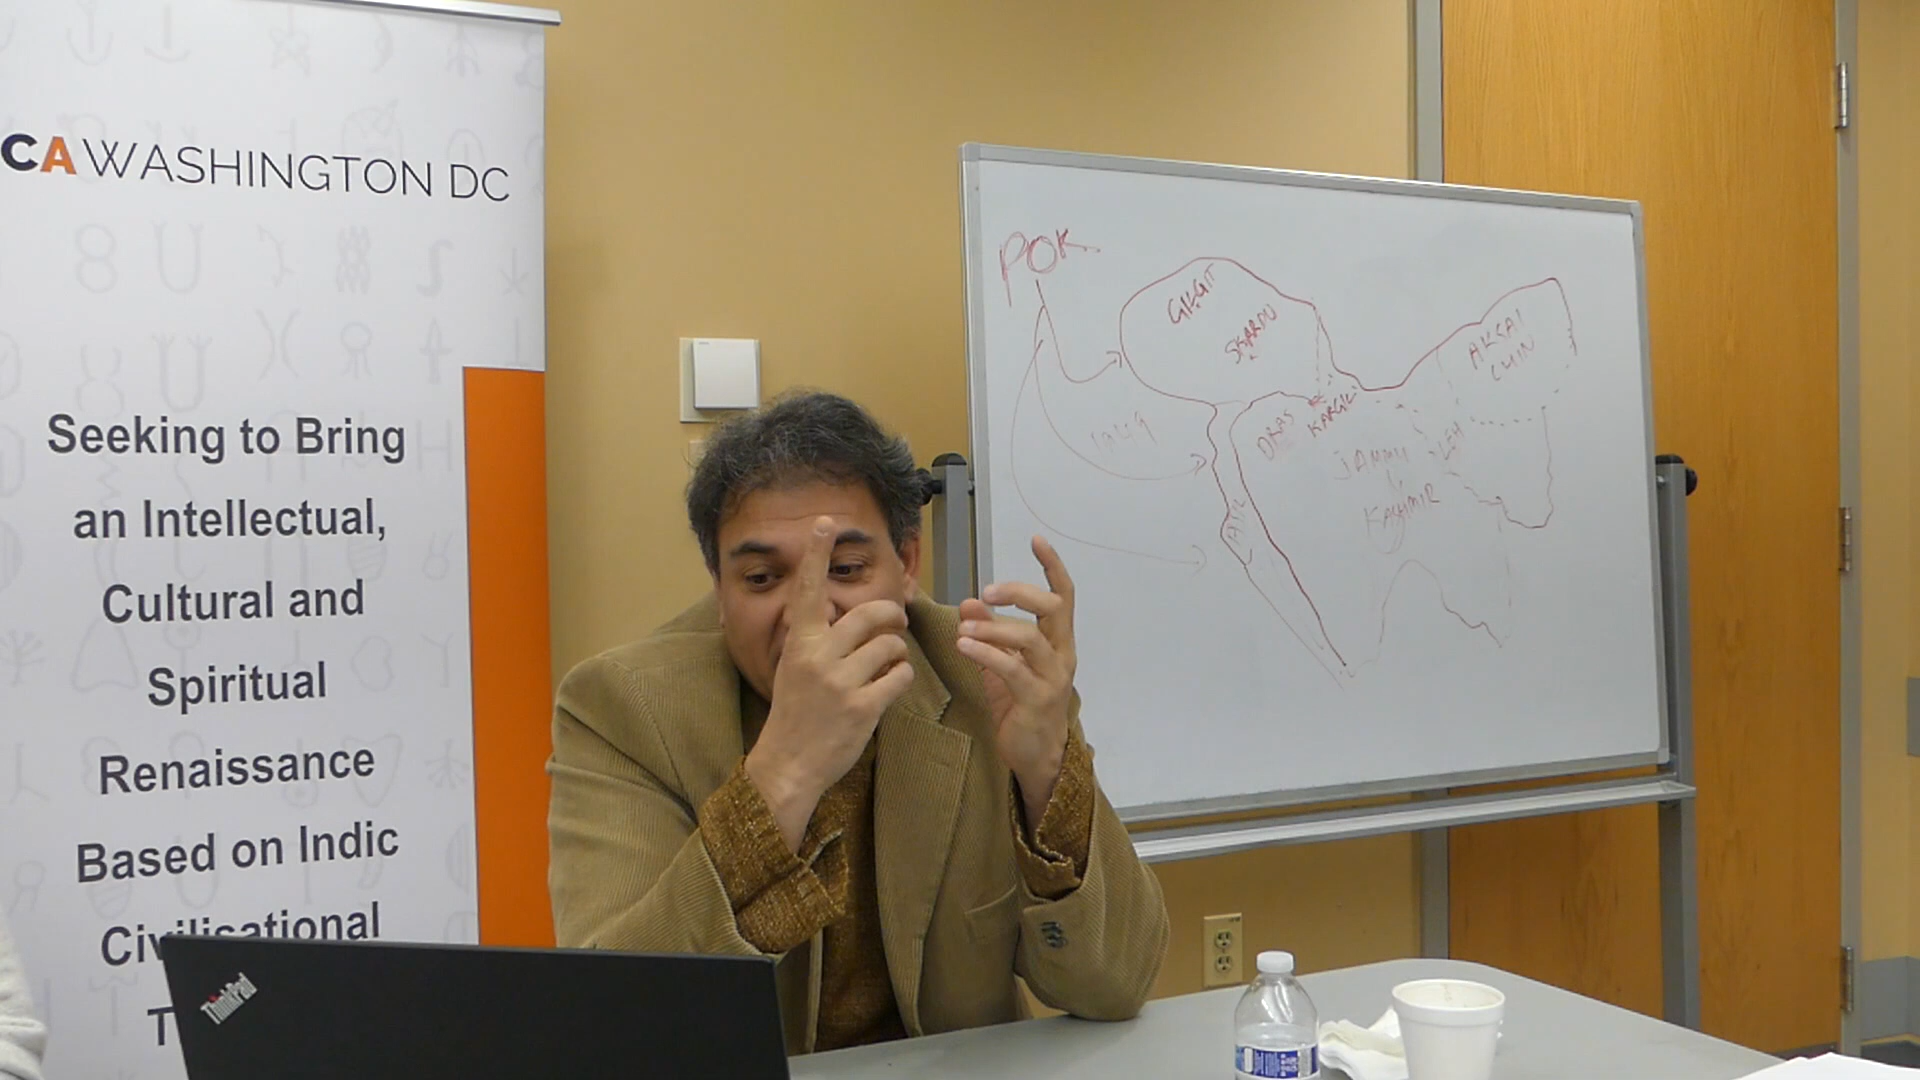 CA WASHINGTON DC
Seeking to Bring
an Intellectual,
Cultural and
Spiritual
Renaissance
Based on Indic
Civilisational
T
ThinkPad
POK
GILGIT
SKARDU
AKSAI
CHIN
DRAS
KARGIL
LEH
JAMMU
KASHMIR
1949